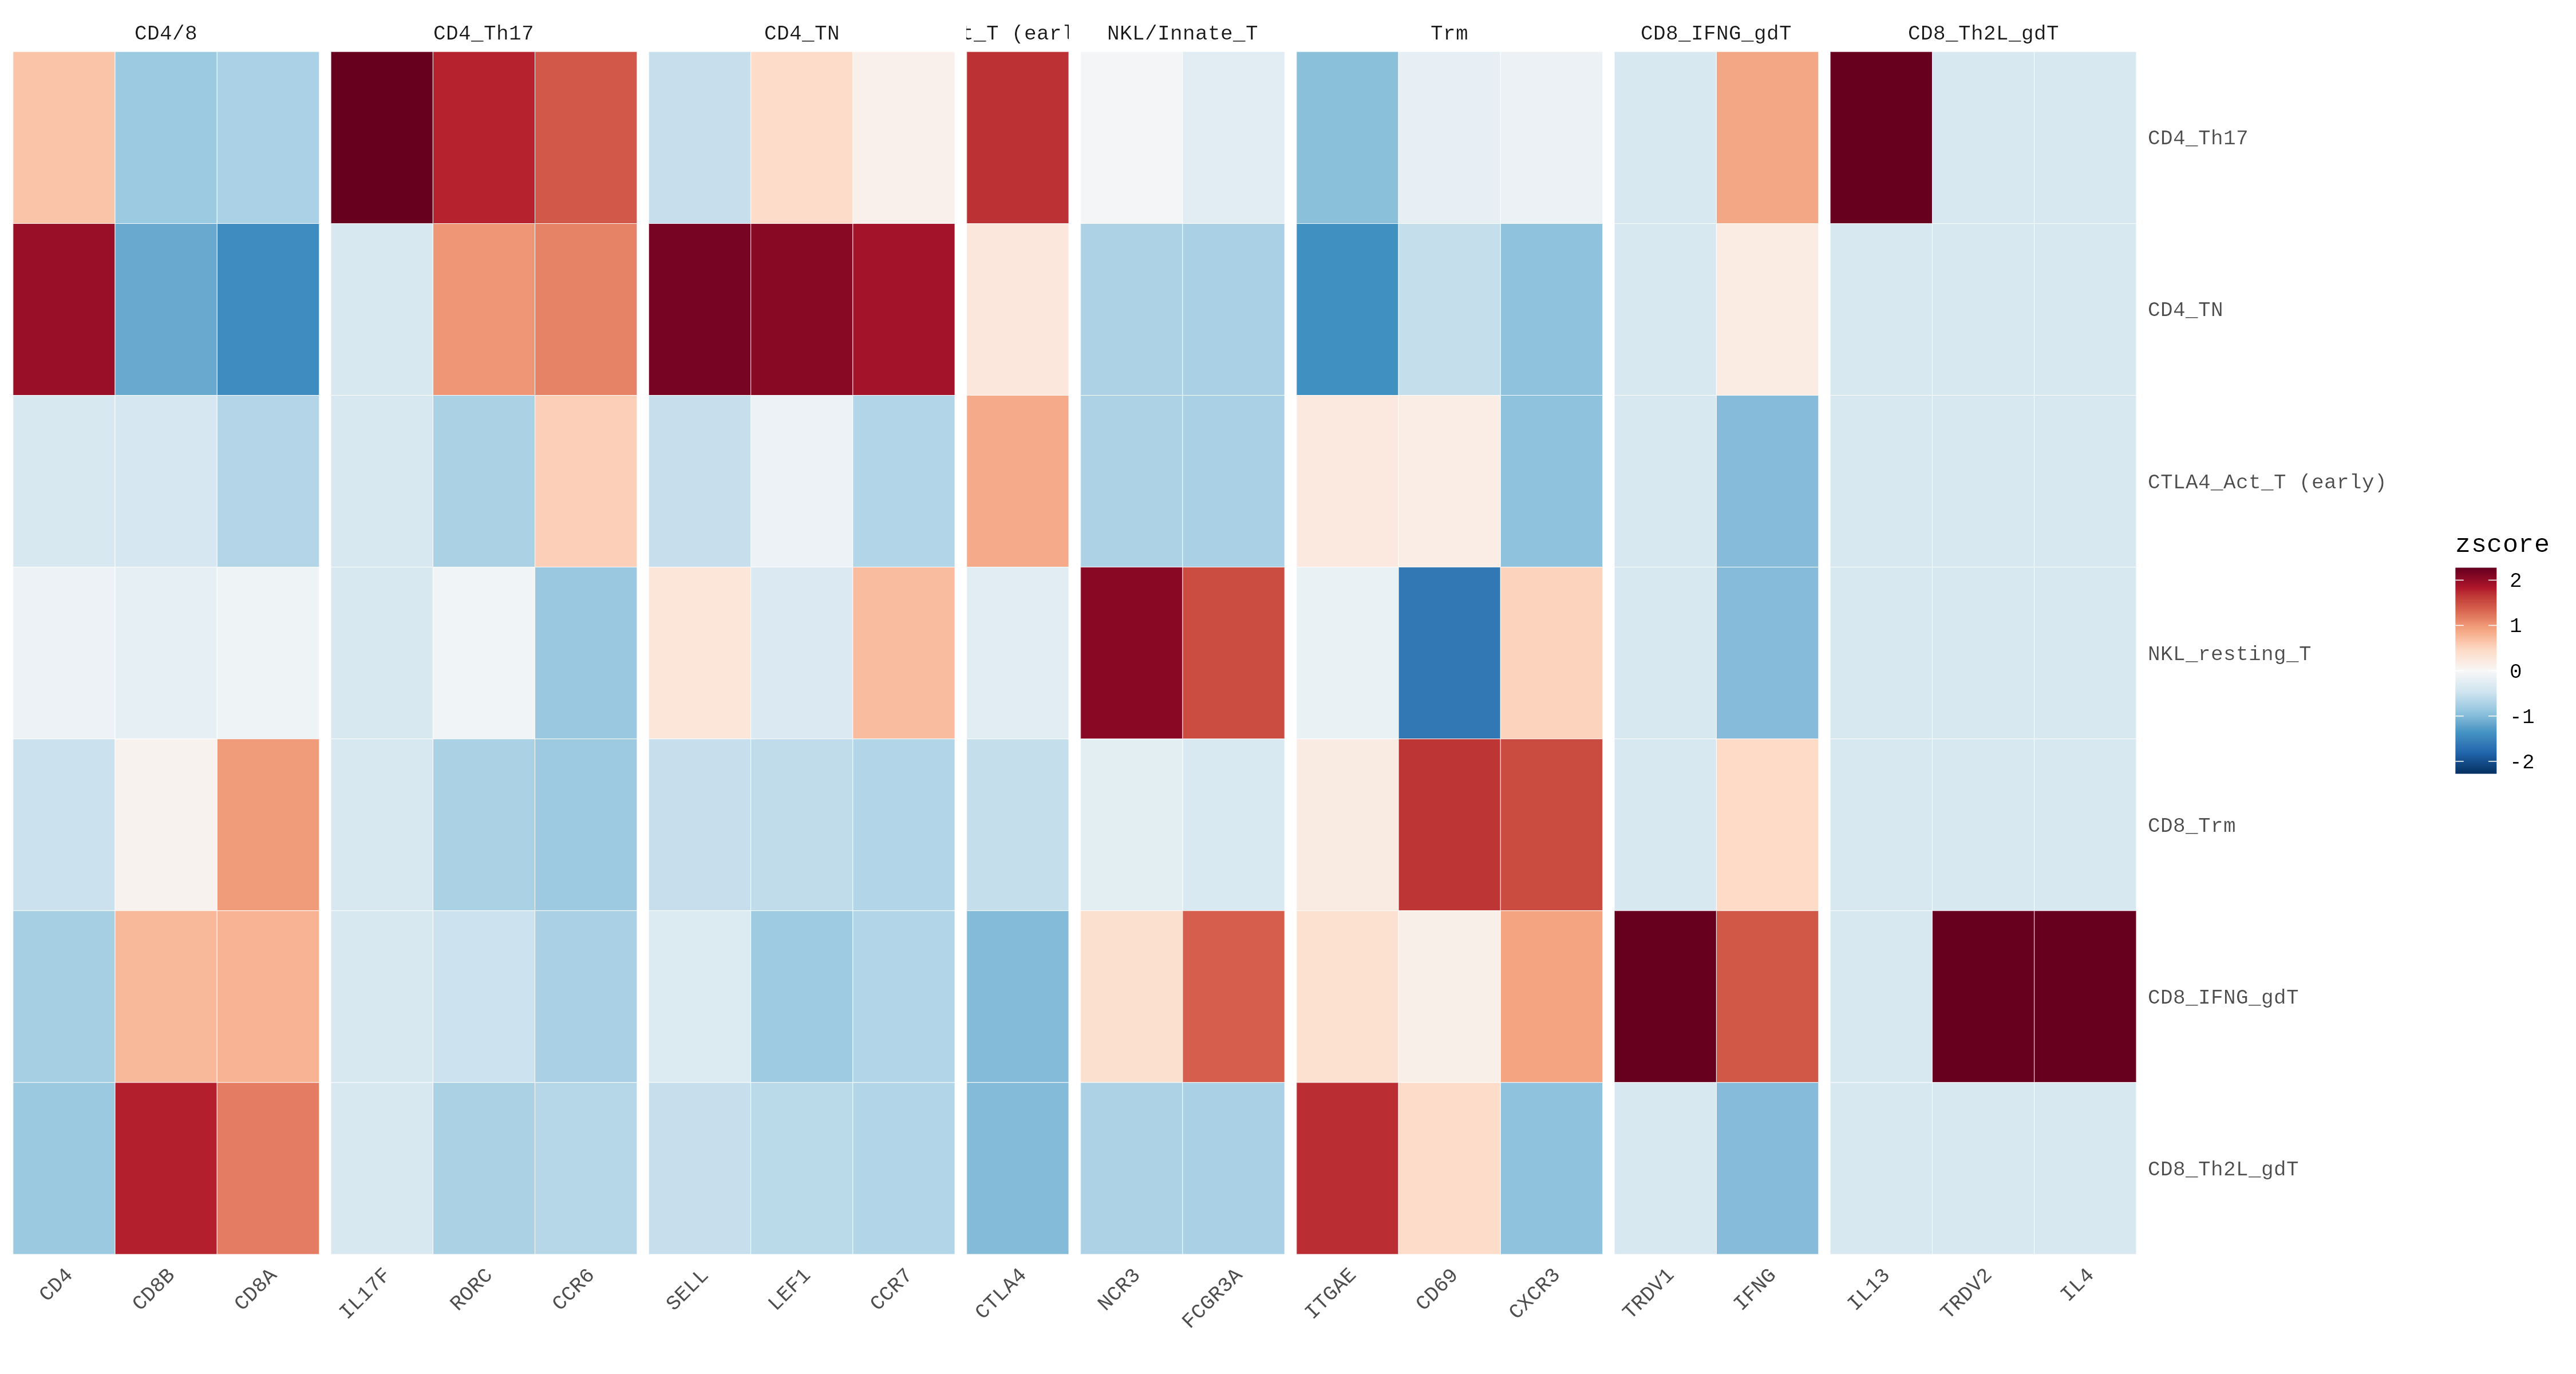 CD4/8 CD4_Th17 CD4_TN t_T (earl NKL/Innate_T Trm CD8_IFNG_gdT CD8_Th2L_gdT
CD4_Th17
CD4_TN
CTLA4_Act_T (early)
NKL_resting_T
CD8_Trm
CD8_IFNG_gdT
CD8_Th2L_gdT
zscore
2
1
0
-1
-2
CD4 CD8B CD8A IL17F RORC CCR6 SELL LEF1 CCR7 CTLA4 NCR3 FCGR3A ITGAE CD69 CXCR3 TRDV1 IFNG IL13 TRDV2 IL4